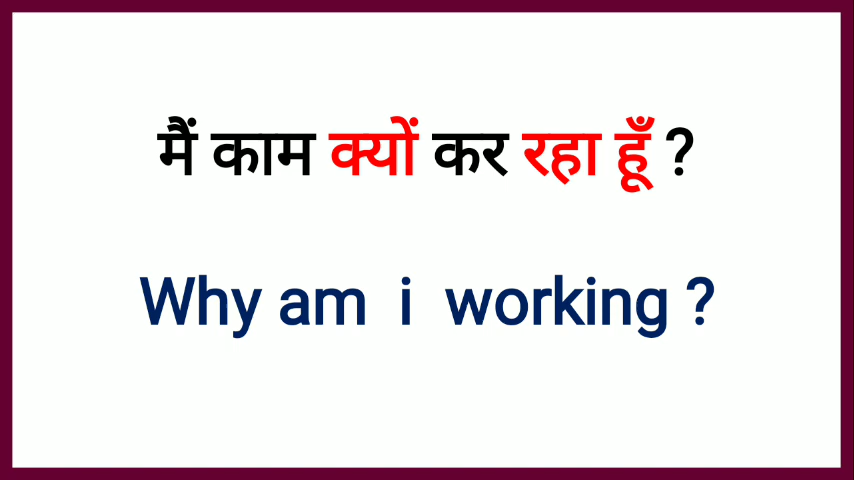 मैं काम क्यों कर रहा हूँ ?
Why am i working ?